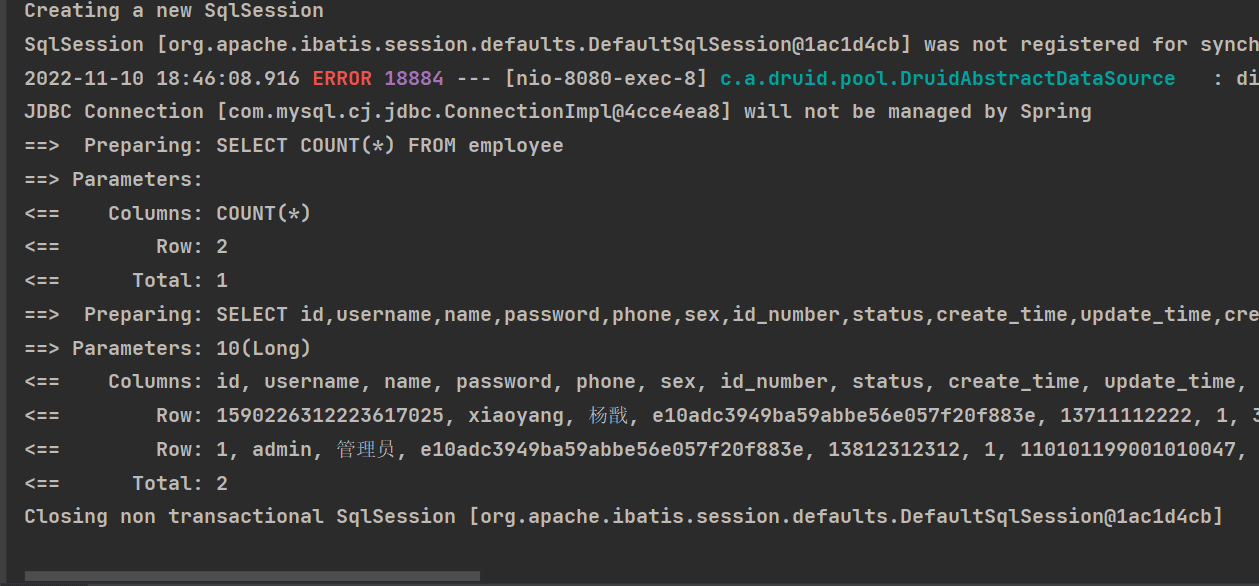 Creating a new SqlSession
SqlSession [org.apache.ibatis.session.defaults.DefaultSqlSession@1ac1d4cb] was not registered for synch
2022-11-10 18:46:08.916 ERROR 18884 --- [nio-8080-exec-8] c.a.druid.pool.DruidAbstractDataSource : di
JDBC Connection [com.mysql.cj.jdbc.ConnectionImpl@4cce4ea8] will not be managed by Spring
==> Preparing: SELECT COUNT(*) FROM employee
==> Parameters:
<== Columns: COUNT(*)
<== Row: 2
<== Total: 1
==> Preparing: SELECT id,username,name,password,phone,sex,id_number,status,create_time,update_time,cre
==> Parameters: 10(Long)
<== Columns: id, username, name, password, phone, sex, id_number, status, create_time, update_time,
<== Row: 1590226312223617025, xiaoyang, 杨戬, e10adc3949ba59abbe56e057f20f883e, 13711112222, 1, 3
<== Row: 1, admin, 管理员, e10adc3949ba59abbe56e057f20f883e, 13812312312, 1, 110101199001010047,
<== Total: 2
Closing non transactional SqlSession [org.apache.ibatis.session.defaults.DefaultSqlSession@1ac1d4cb]